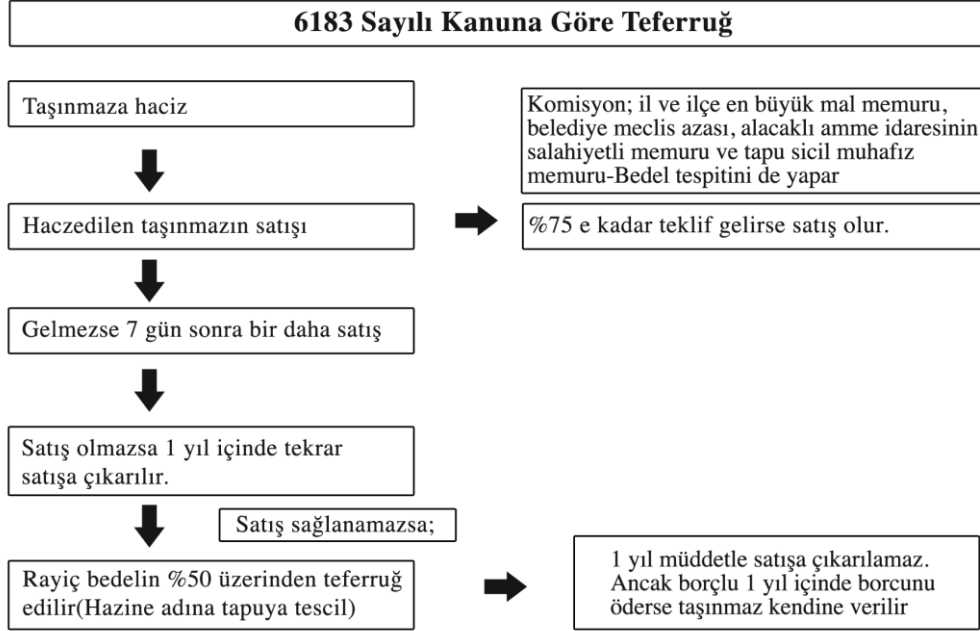 6183 Sayılı Kanuna Göre Teferruğ
Taşınmaza haciz
Komisyon; il ve ilçe en büyük mal memuru,
belediye meclis azası, alacaklı amme idaresinin
salahiyetli memuru ve tapu sicil muhafız
memuru-Bedel tespitini de yapar
Haczedilen taşınmazın satışı
%75 e kadar teklif gelirse satış olur.
Gelmezse 7 gün sonra bir daha satış
Satış olmazsa 1 yıl içinde tekrar
satışa çıkarılır.
Satış sağlanamazsa;
Rayiç bedelin %50 üzerinden teferruğ
edilir(Hazine adına tapuya tescil)
1 yıl müddetle satışa çıkarılamaz.
Ancak borçlu 1 yıl içinde borcunu
öderse taşınmaz kendine verilir